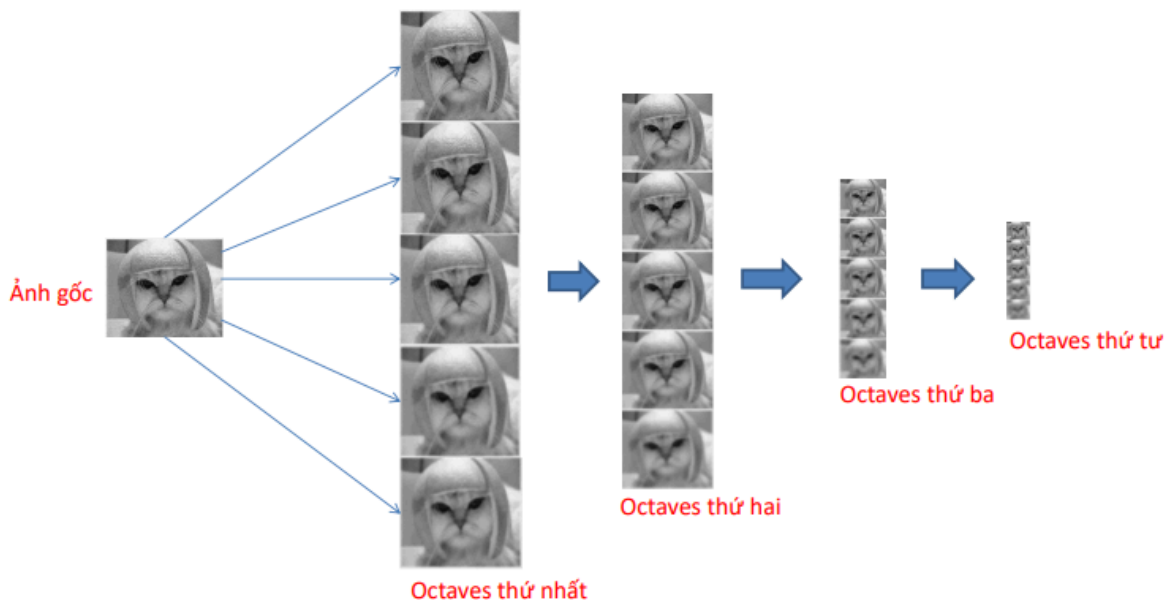 Ảnh gốc
Octaves thứ nhất
Octaves thứ hai
Octaves thứ ba
Octaves thứ tư